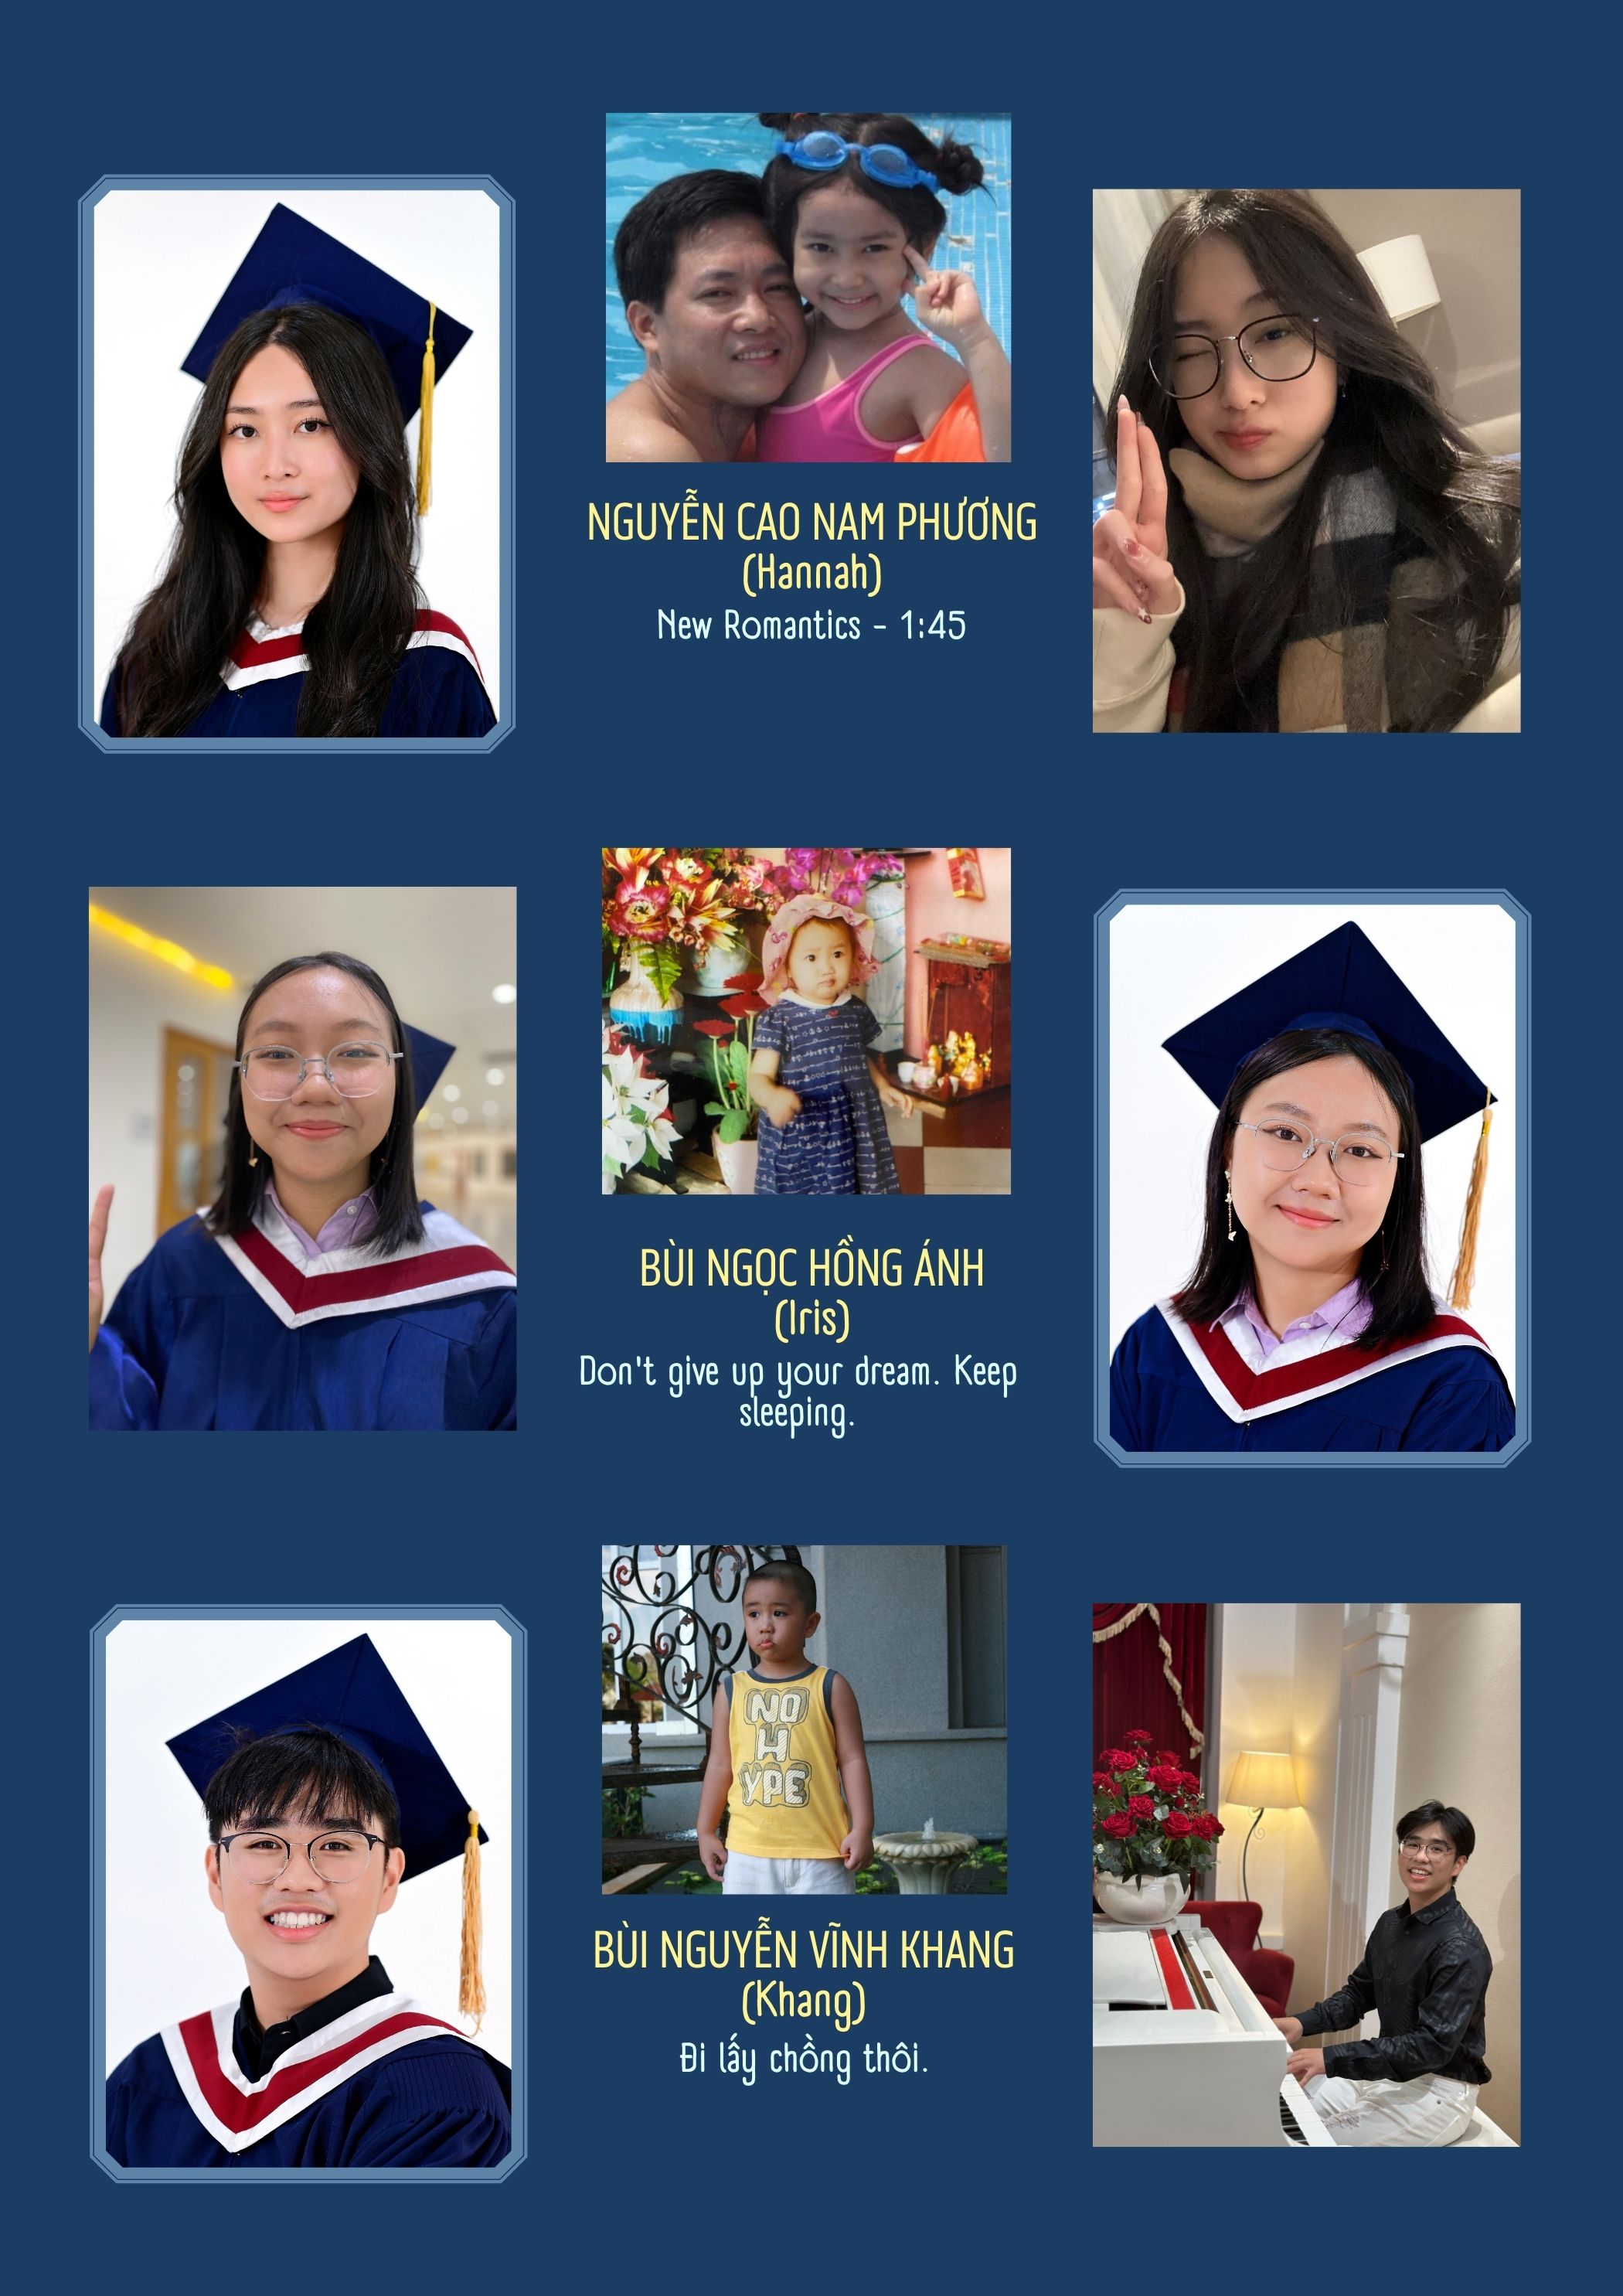 NGUYỄN CAO NAM PHƯƠNG
(Hannah)
New Romantics - 1:45
BÙI NGỌC HỒNG ÁNH
(Iris)
Don't give up your dream. Keep
sleeping.
NO
H
YPE
BÙI NGUYỄN VĨNH KHANG
(Khang)
Đi lấy chồng thôi.